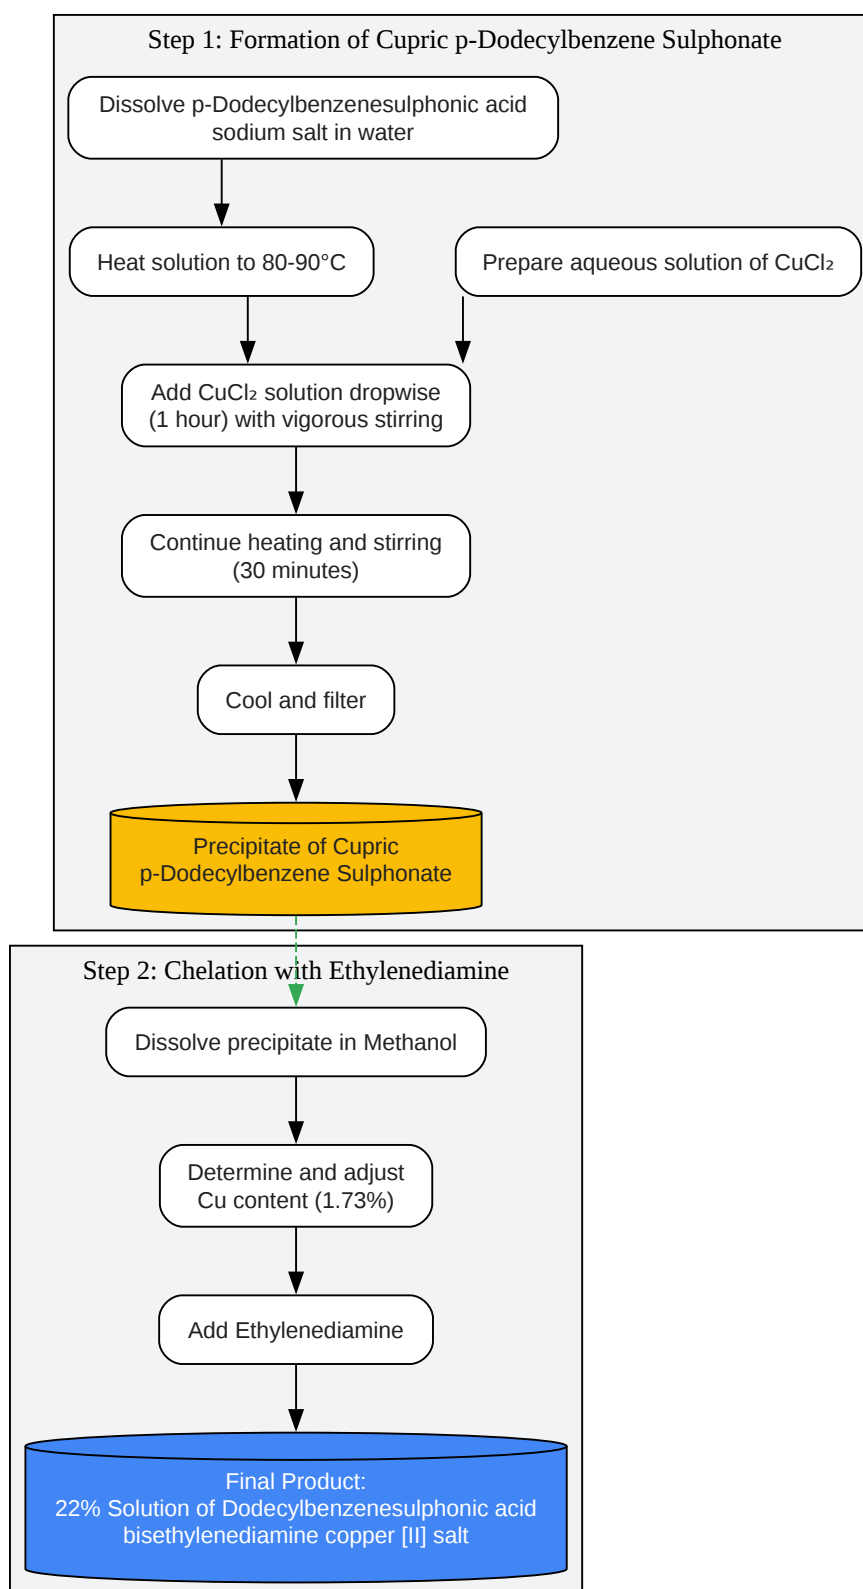 Step 1: Formation of Cupric p-Dodecylbenzene Sulphonate
Dissolve p-Dodecylbenzenesulphonic acid
sodium salt in water
Heat solution to 80-90°C
Prepare aqueous solution of CuCl₂
Add CuCl₂ solution dropwise
(1 hour) with vigorous stirring
Continue heating and stirring
(30 minutes)
Cool and filter
Precipitate of Cupric
p-Dodecylbenzene Sulphonate
Step 2: Chelation with Ethylenediamine
Dissolve precipitate in Methanol
Determine and adjust
Cu content (1.73%)
Add Ethylenediamine
Final Product:
22% Solution of Dodecylbenzenesulphonic acid
bisethylenediamine copper [II] salt